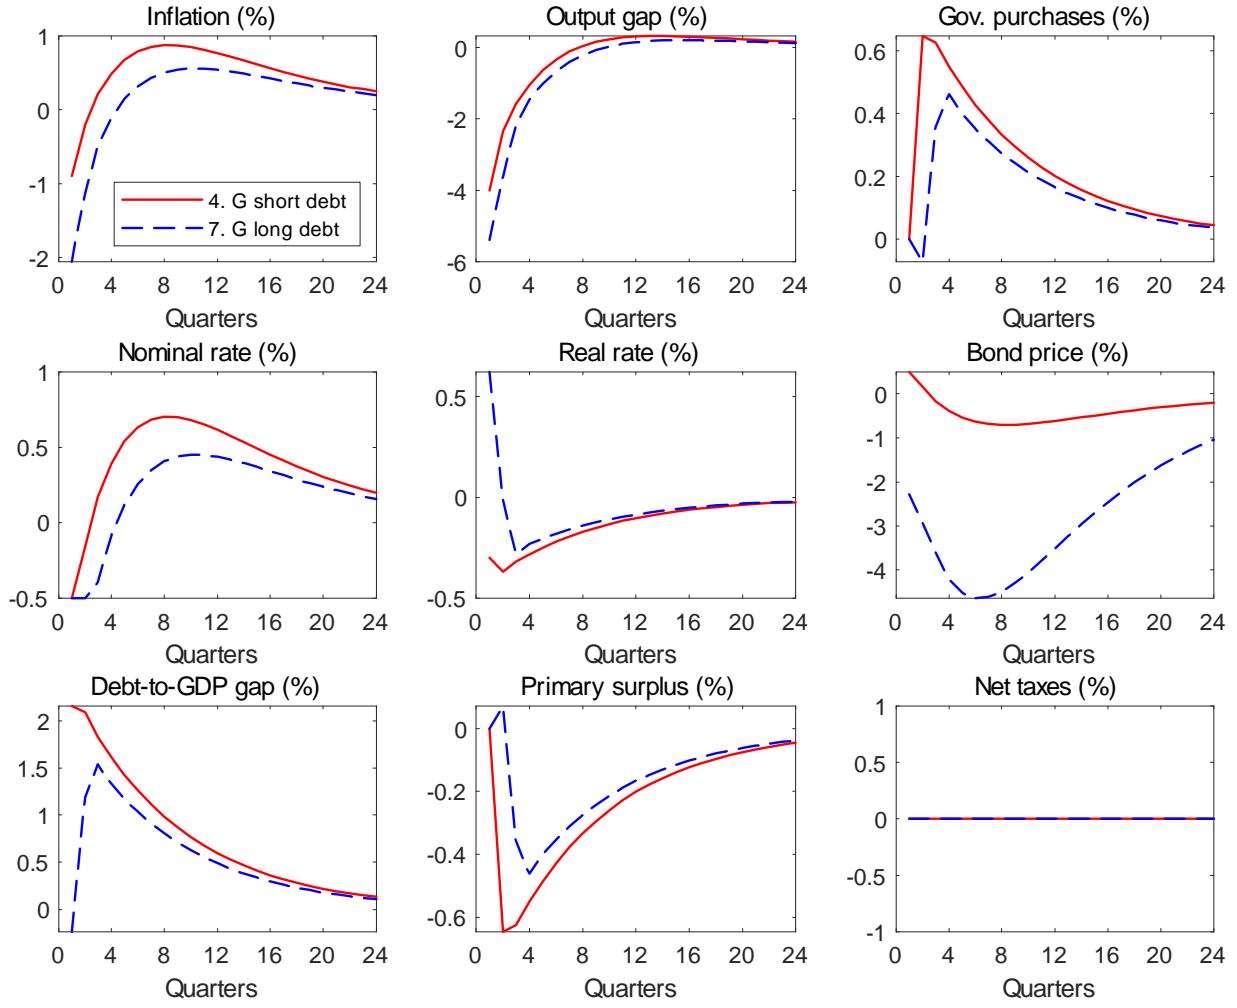 Inflation (%)
Output gap (%)
Gov. purchases (%)
1
0
-1
-2
4. G short debt
7. G long debt
0 4 8 12 16 20 24
Quarters
0
-2
-4
-6
0 4 8 12 16 20 24
Quarters
0.6
0.4
0.2
0
0 4 8 12 16 20 24
Quarters
Nominal rate (%)
Real rate (%)
Bond price (%)
1
0.5
0
-0.5
0 4 8 12 16 20 24
Quarters
0.5
0
-0.5
0 4 8 12 16 20 24
Quarters
0
-1
-2
-3
-4
0 4 8 12 16 20 24
Quarters
Debt-to-GDP gap (%)
Primary surplus (%)
Net taxes (%)
2
1.5
1
0.5
0
0 4 8 12 16 20 24
Quarters
0
-0.2
-0.4
-0.6
0 4 8 12 16 20 24
Quarters
1
0.5
0
-0.5
-1
0 4 8 12 16 20 24
Quarters